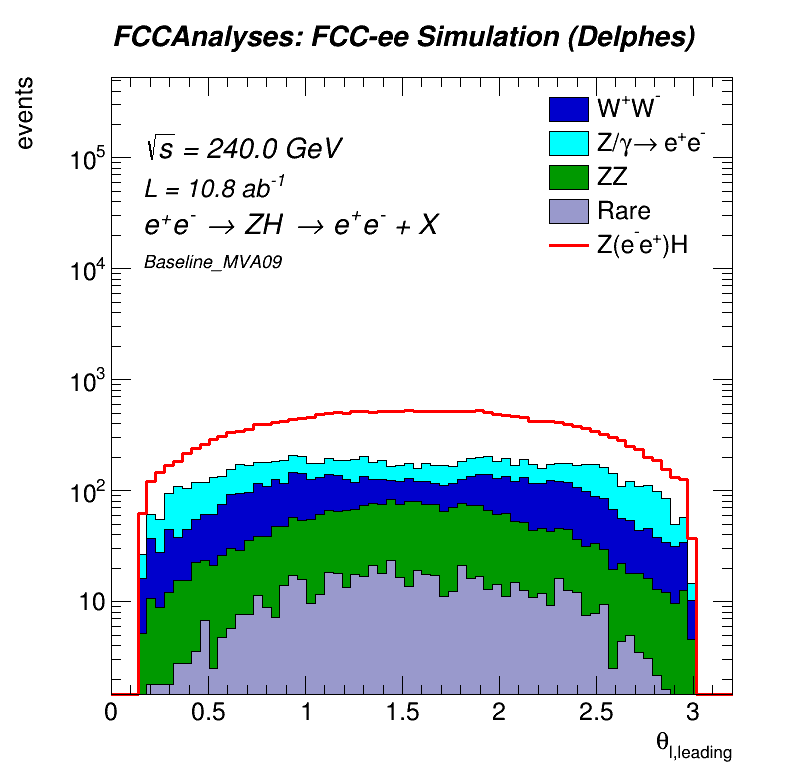 FCCAnalyses: FCC-ee Simulation (Delphes)
events
√s = 240.0 GeV
L = 10.8 ab⁻¹
e⁺e⁻ → ZH → e⁺e⁻ + X
Baseline_MVA09
W⁺W⁻
Z/γ→ e⁺e⁻
ZZ
Rare
Z(e⁻e⁺)H
10⁵
10⁴
10³
10²
10
0 0.5 1 1.5 2 2.5 3
θl,leading